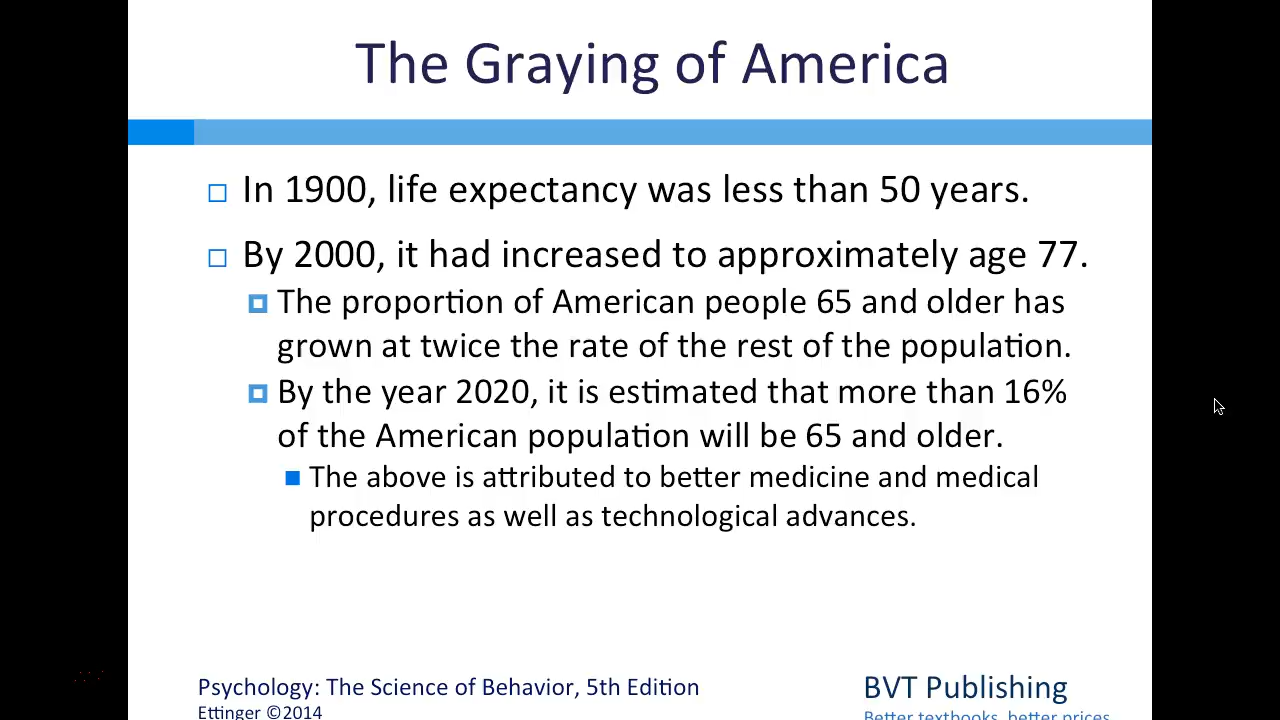 The Graying of America
In 1900, life expectancy was less than 50 years.
By 2000, it had increased to approximately age 77.
The proportion of American people 65 and older has
grown at twice the rate of the rest of the population.
By the year 2020, it is estimated that more than 16%
of the American population will be 65 and older.
The above is attributed to better medicine and medical
procedures as well as technological advances.
Psychology: The Science of Behavior, 5th Edition
Ettinger ©2014
BVT Publishing
Better textbooks, better prices